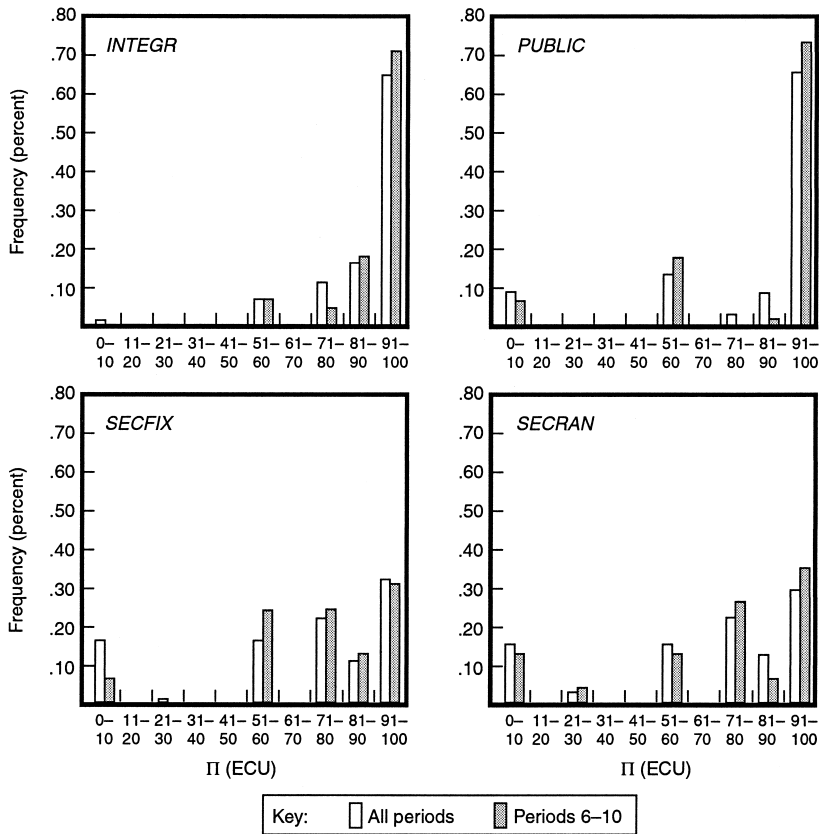 INTEGR
Frequency (percent)
.80
.70
.60
.50
.40
.30
.20
.10
0– 11– 21– 31– 41– 51– 61– 71– 81– 91–
10 20 30 40 50 60 70 80 90 100
PUBLIC
.80
.70
.60
.50
.40
.30
.20
.10
0– 11– 21– 31– 41– 51– 61– 71– 81– 91–
10 20 30 40 50 60 70 80 90 100
SECFIX
Frequency (percent)
.80
.70
.60
.50
.40
.30
.20
.10
0– 11– 21– 31– 41– 51– 61– 71– 81– 91–
10 20 30 40 50 60 70 80 90 100
Π (ECU)
SECRAN
.80
.70
.60
.50
.40
.30
.20
.10
0– 11– 21– 31– 41– 51– 61– 71– 81– 91–
10 20 30 40 50 60 70 80 90 100
Π (ECU)
Key: All periods Periods 6–10